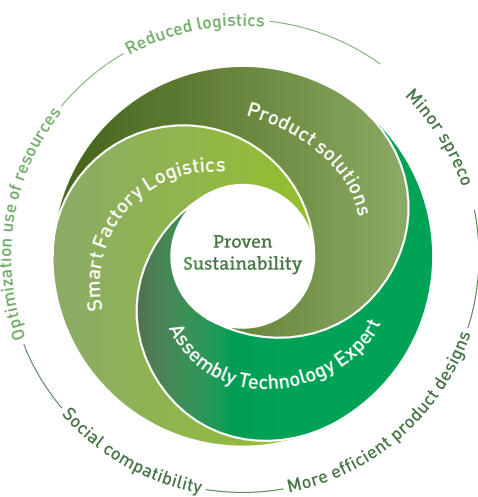 Reduced logistics
Minor spreco
More efficient product designs
Social compatibility
Optimization use of resources
Product solutions
Smart Factory Logistics
Assembly Technology Expert
Proven
Sustainability